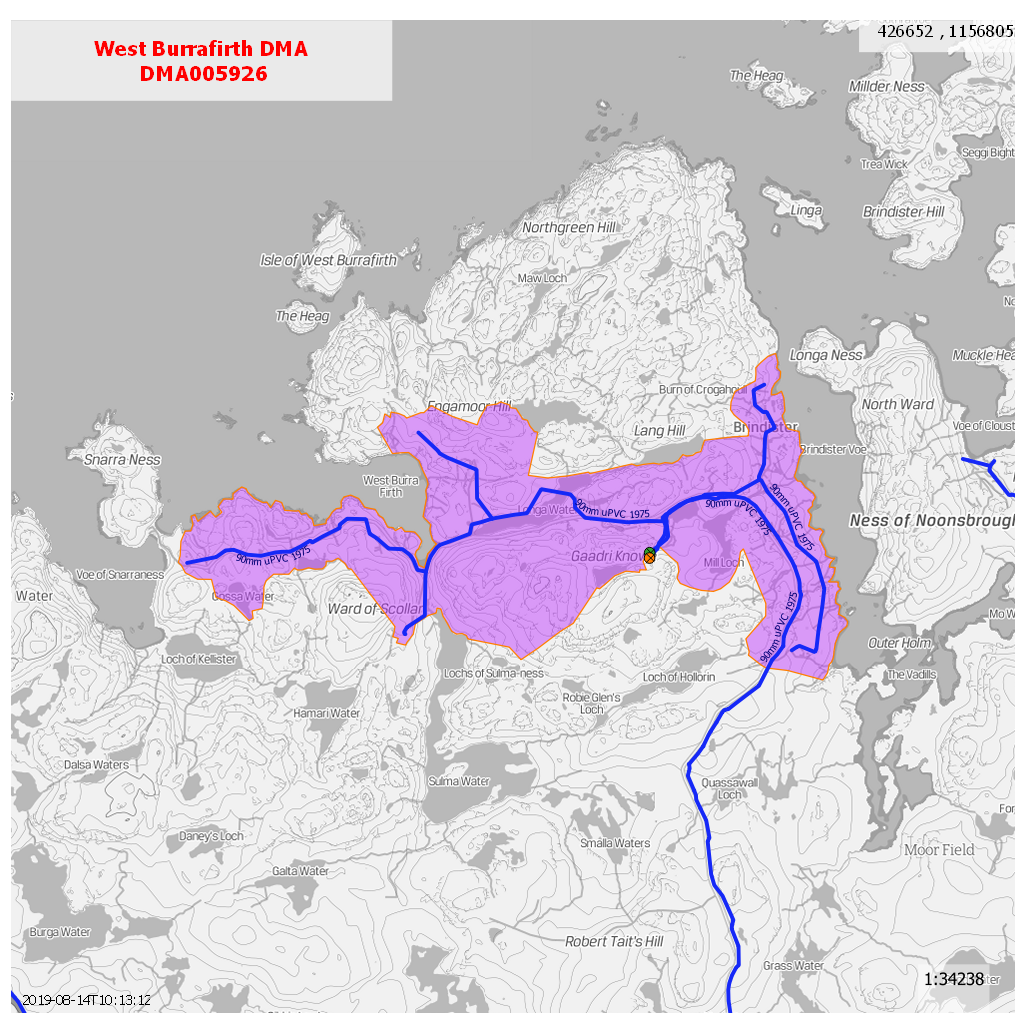 West Burrafirth DMA
DMA005926
426652 , 1156805
The Heag
Millder Ness
Seggi Bight
Trea Wick
Linga
Brindister Hill
Northgreen Hill
Isle of West Burrafirth
Maw Loch
The Heag
Longa Ness
Muckle Hea
Burn of Crogahoul
North Ward
Engamoor Hill
Voe of Cloust
Lang Hill
Brindister
Brindister Voe
Snarra Ness
West Burra
Firth
90mm uPVC 1975
90mm uPVC 1975
90mm uPVC 1975
Longa Water
Ness of Noonsbrough
90mm uPVC 1975
Gaadri Know
Mill Loch
Voe of Snarraness
Gossa Water
Water
Ward of Scollan
90mm uPVC 1975
Mo W
Outer Holm
Loch of Kellister
Lochs of Sulma-ness
Loch of Hollorin
The Vadills
Robie Glen's
Loch
Hamari Water
Dalsa Waters
Sulma Water
Quassawall
Loch
For
Daney's Loch
Smalla Waters
Moor Field
Galta Water
Burga Water
Robert Tait's Hill
Grass Water
1:34238
2019-08-14T10:13:12